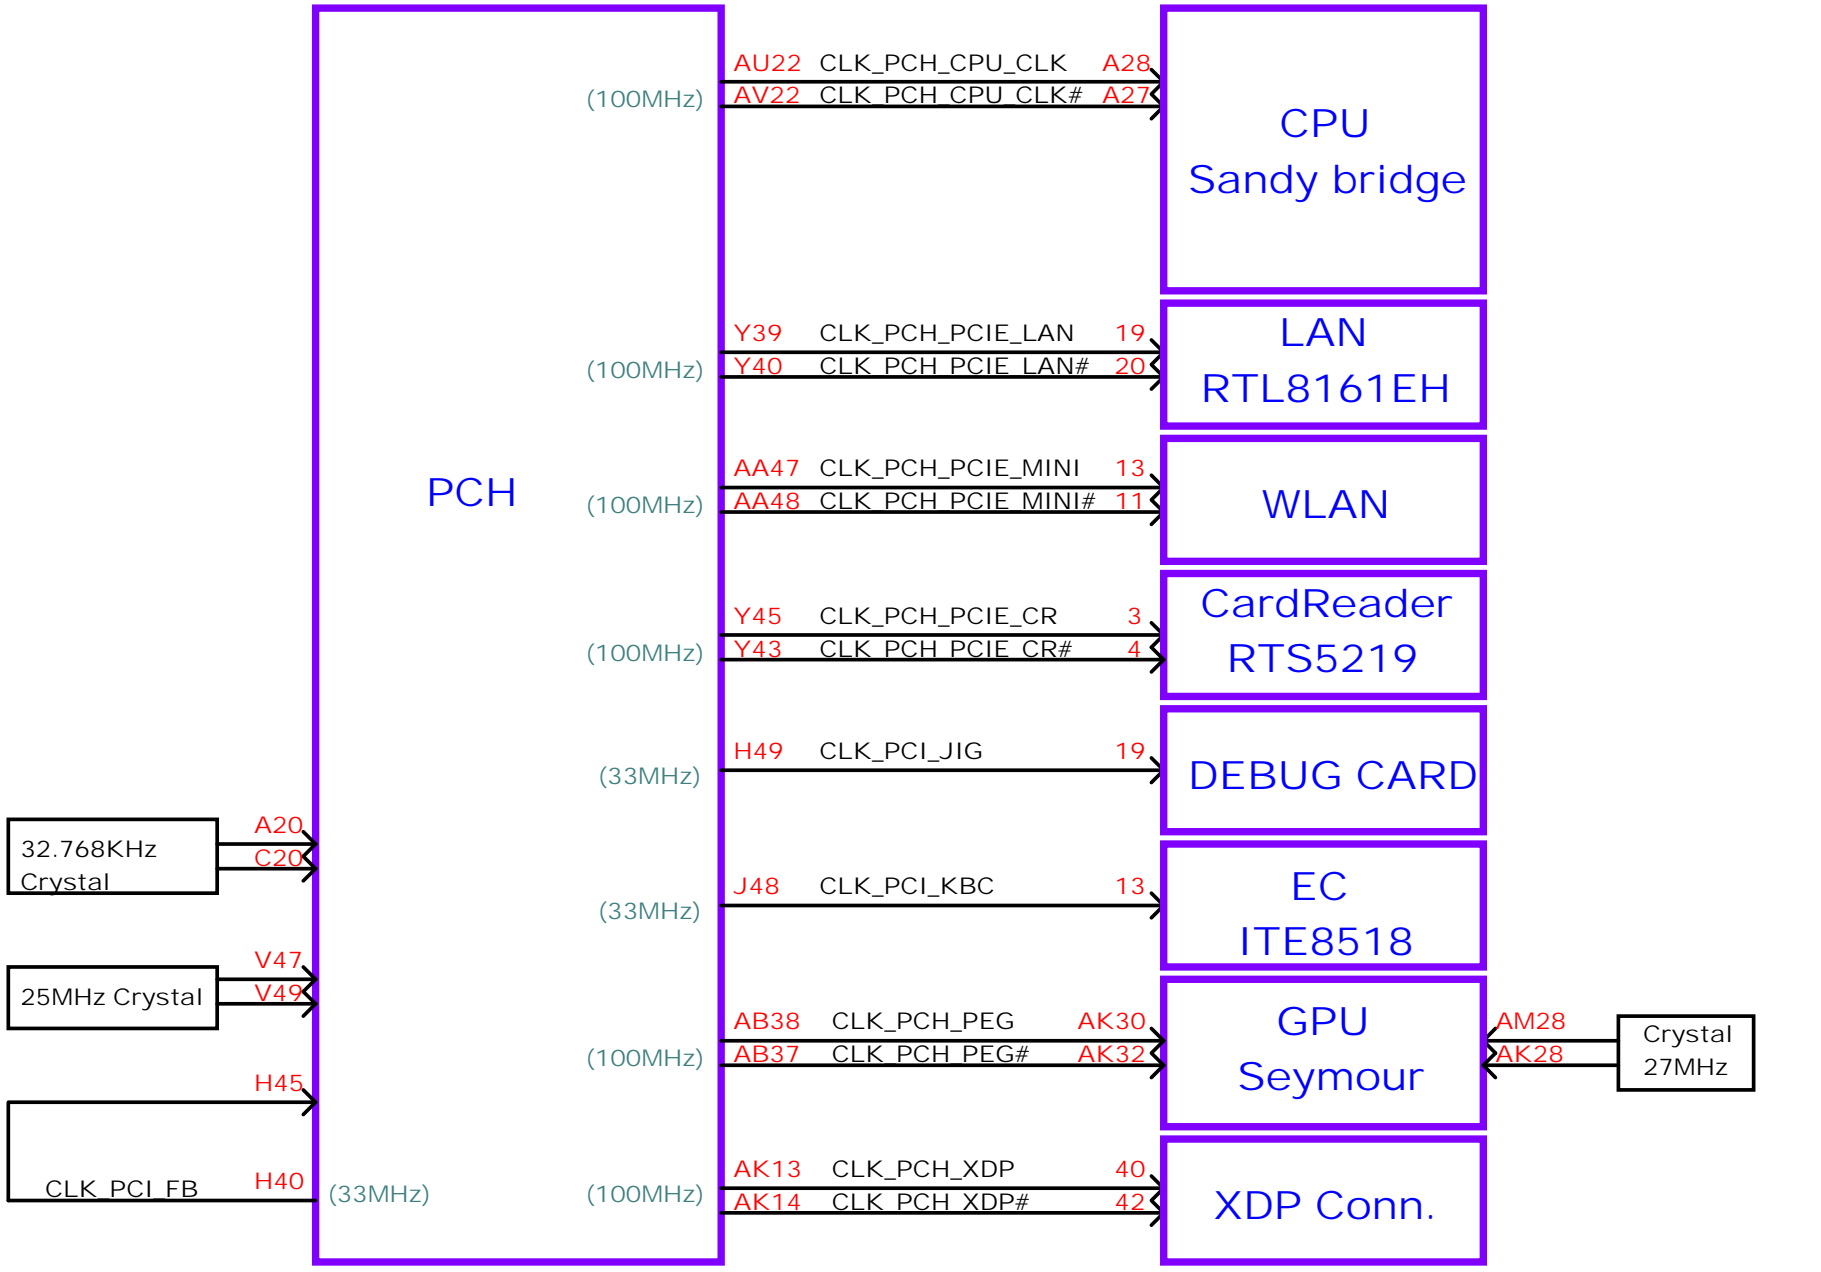 AU22 CLK_PCH_CPU_CLK A28
(100MHz) AV22 CLK_PCH_CPU_CLK# A27
CPU
Sandy bridge
Y39 CLK_PCH_PCIE_LAN 19
(100MHz) Y40 CLK_PCH_PCIE_LAN# 20
LAN
RTL8161EH
PCH
AA47 CLK_PCH_PCIE_MINI 13
(100MHz) AA48 CLK_PCH_PCIE_MINI# 11
WLAN
Y45 CLK_PCH_PCIE_CR 3
(100MHz) Y43 CLK_PCH_PCIE_CR# 4
CardReader
RTS5219
H49 CLK_PCI_JIG 19
(33MHz)
DEBUG CARD
32.768KHz
Crystal
A20
C20
J48 CLK_PCI_KBC 13
(33MHz)
EC
ITE8518
25MHz Crystal
V47
V49
AB38 CLK_PCH_PEG AK30
(100MHz) AB37 CLK_PCH_PEG# AK32
GPU
Seymour
AM28
AK28
Crystal
27MHz
H45
CLK_PCI_FB H40 (33MHz)
AK13 CLK_PCH_XDP 40
(100MHz) AK14 CLK_PCH_XDP# 42
XDP Conn.